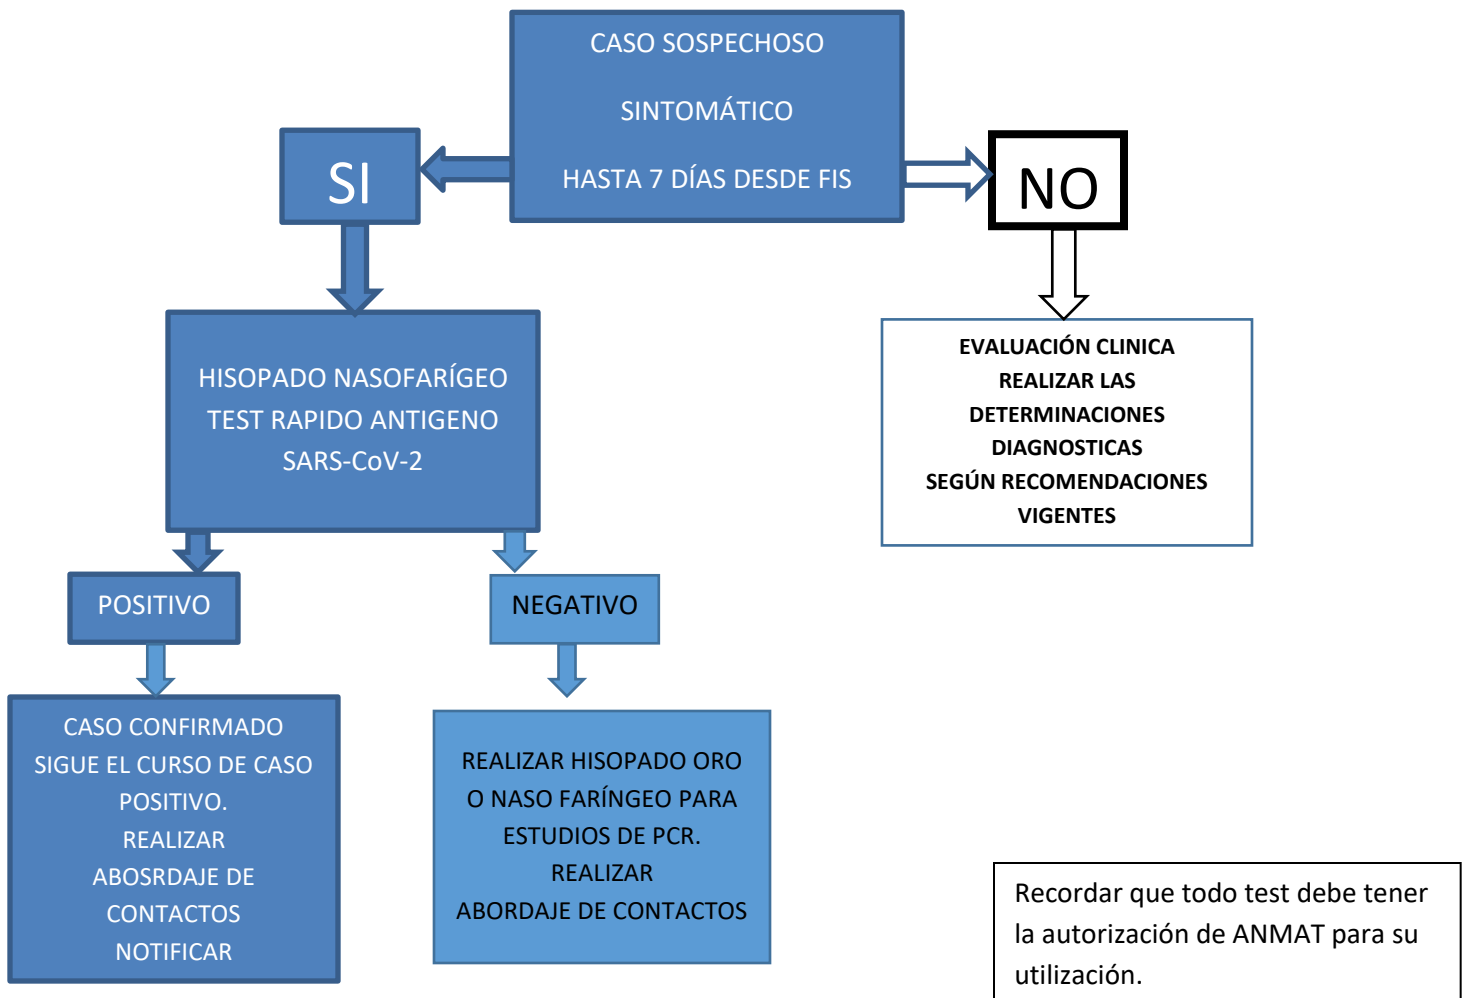 CASO SOSPECHOSO
SINTOMÁTICO
HASTA 7 DÍAS DESDE FIS
SI
NO
HISOPADO NASOFARÍGEO
TEST RAPIDO ANTIGENO
SARS-CoV-2
EVALUACIÓN CLINICA
REALIZAR LAS
DETERMINACIONES
DIAGNOSTICAS
SEGÚN RECOMENDACIONES
VIGENTES
POSITIVO
NEGATIVO
CASO CONFIRMADO
SIGUE EL CURSO DE CASO
POSITIVO.
REALIZAR
ABOSRDAJE DE
CONTACTOS
NOTIFICAR
REALIZAR HISOPADO ORO
O NASO FARÍNGEO PARA
ESTUDIOS DE PCR.
REALIZAR
ABORDAJE DE CONTACTOS
Recordar que todo test debe tener
la autorización de ANMAT para su
utilización.